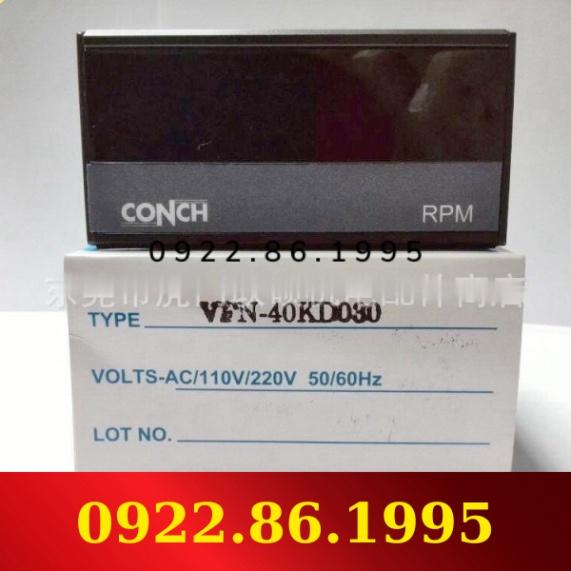 CONCH
RPM
0922.86.1995
TYPE VFN-40KD030
VOLTS-AC/110V/220V 50/60Hz
LOT NO.
0922.86.1995